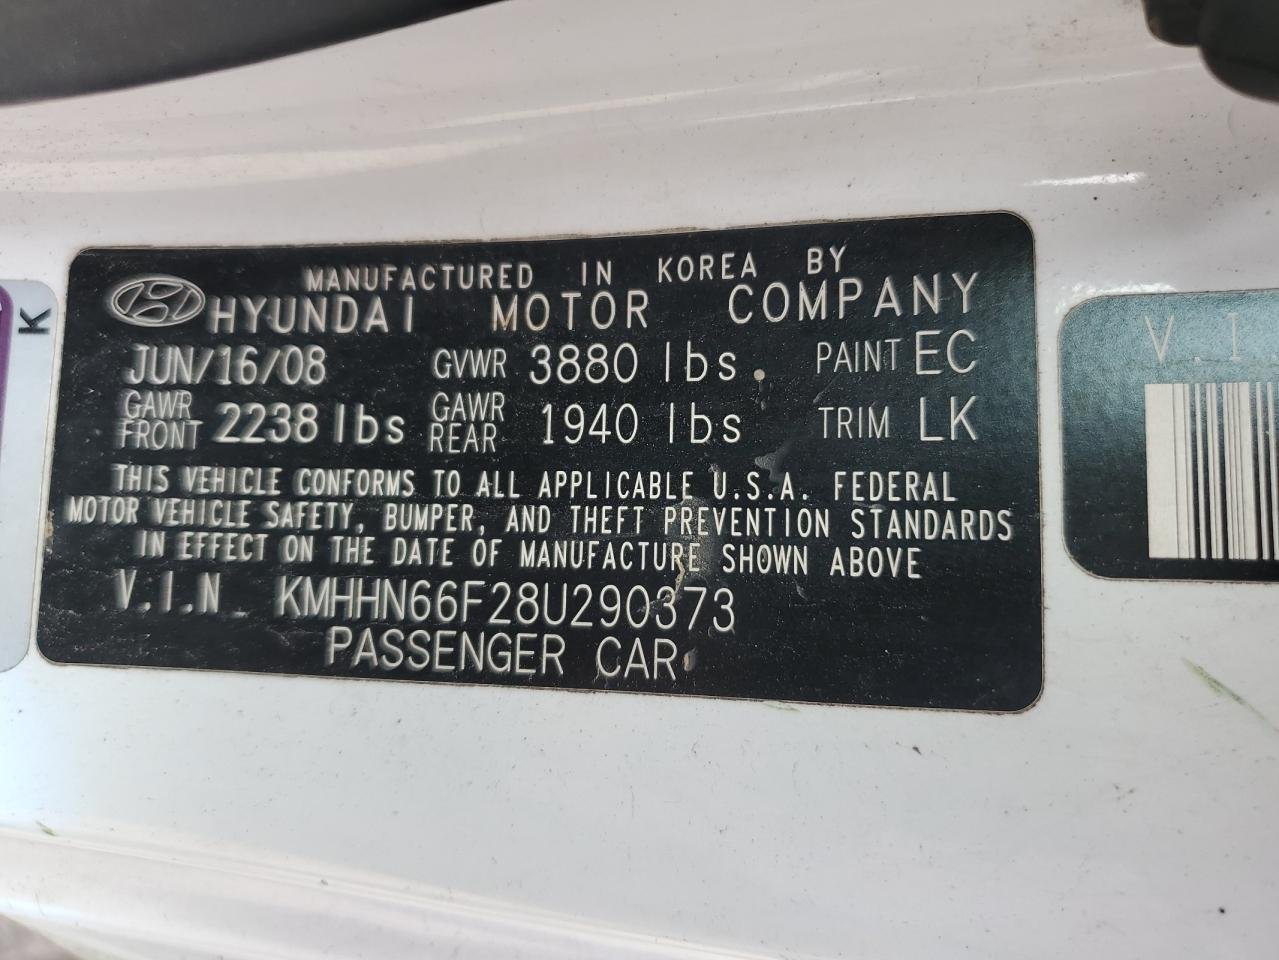 MANUFACTURED IN KOREA BY
HYUNDAI MOTOR COMPANY
JUN/16/08 GVWR 3880 lbs. PAINT EC
GAWR FRONT 2238 lbs GAWR REAR 1940 lbs TRIM LK
THIS VEHICLE CONFORMS TO ALL APPLICABLE U.S.A. FEDERAL
MOTOR VEHICLE SAFETY, BUMPER, AND THEFT PREVENTION STANDARDS
IN EFFECT ON THE DATE OF MANUFACTURE SHOWN ABOVE
V.I.N KMHHN66F28U290373
PASSENGER CAR
K
V.I.